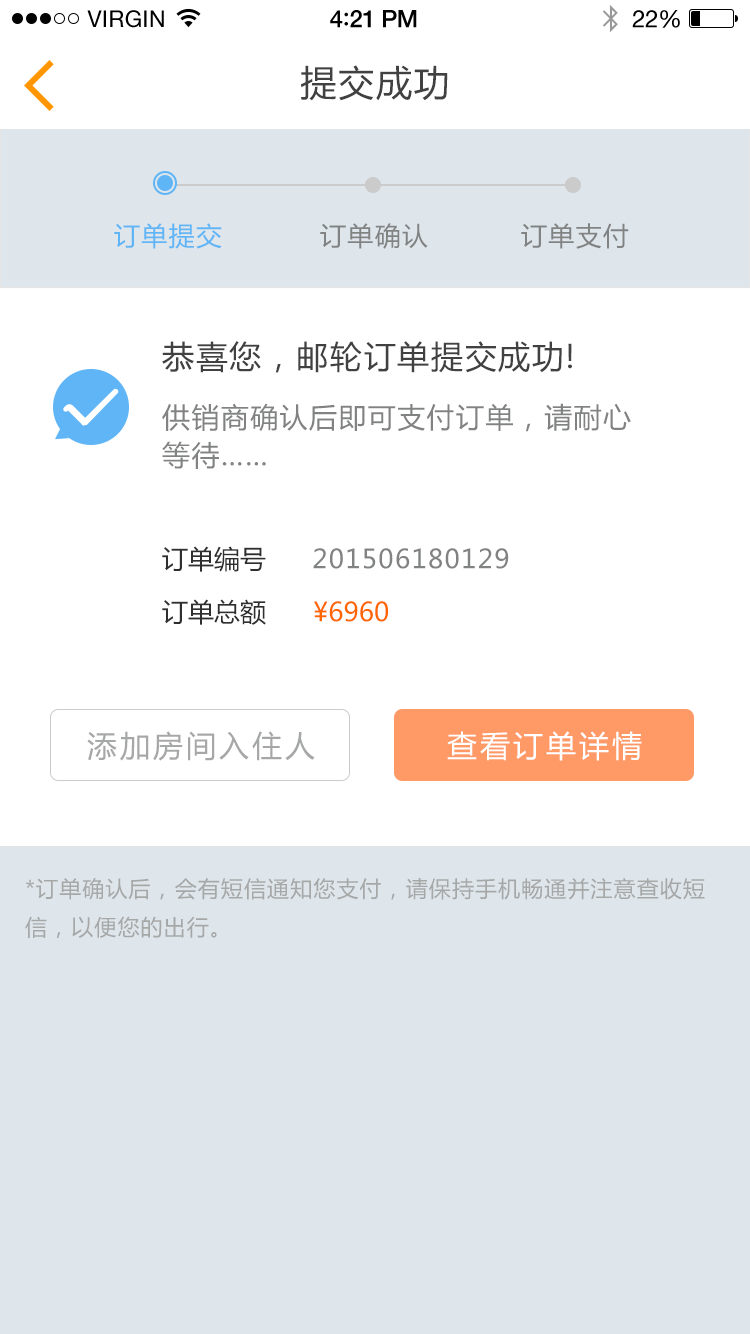 VIRGIN 4:21 PM 22%
提交成功
订单提交 订单确认 订单支付
恭喜您，邮轮订单提交成功!
供销商确认后即可支付订单，请耐心
等待……
订单编号 201506180129
订单总额 ¥6960
添加房间入住人 查看订单详情
*订单确认后，会有短信通知您支付，请保持手机畅通并注意查收短
信，以便您的出行。